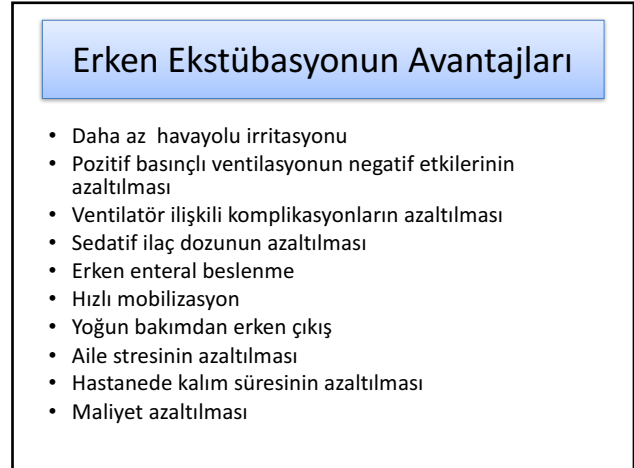 Erken Ekstübasyonun Avantajları
• Daha az havayolu irritasyonu
• Pozitif basınçlı ventilasyonun negatif etkilerinin
azaltılması
• Ventilatör ilişkili komplikasyonların azaltılması
• Sedatif ilaç dozunun azaltılması
• Erken enteral beslenme
• Hızlı mobilizasyon
• Yoğun bakımdan erken çıkış
• Aile stresinin azaltılması
• Hastanede kalım süresinin azaltılması
• Maliyet azaltılması